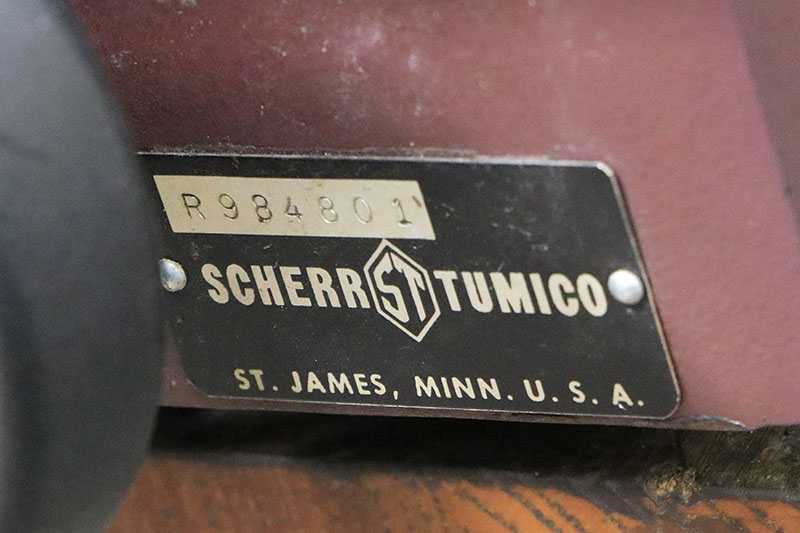 R984801
SCHERR ST TUMICO
ST. JAMES, MINN. U. S. A.